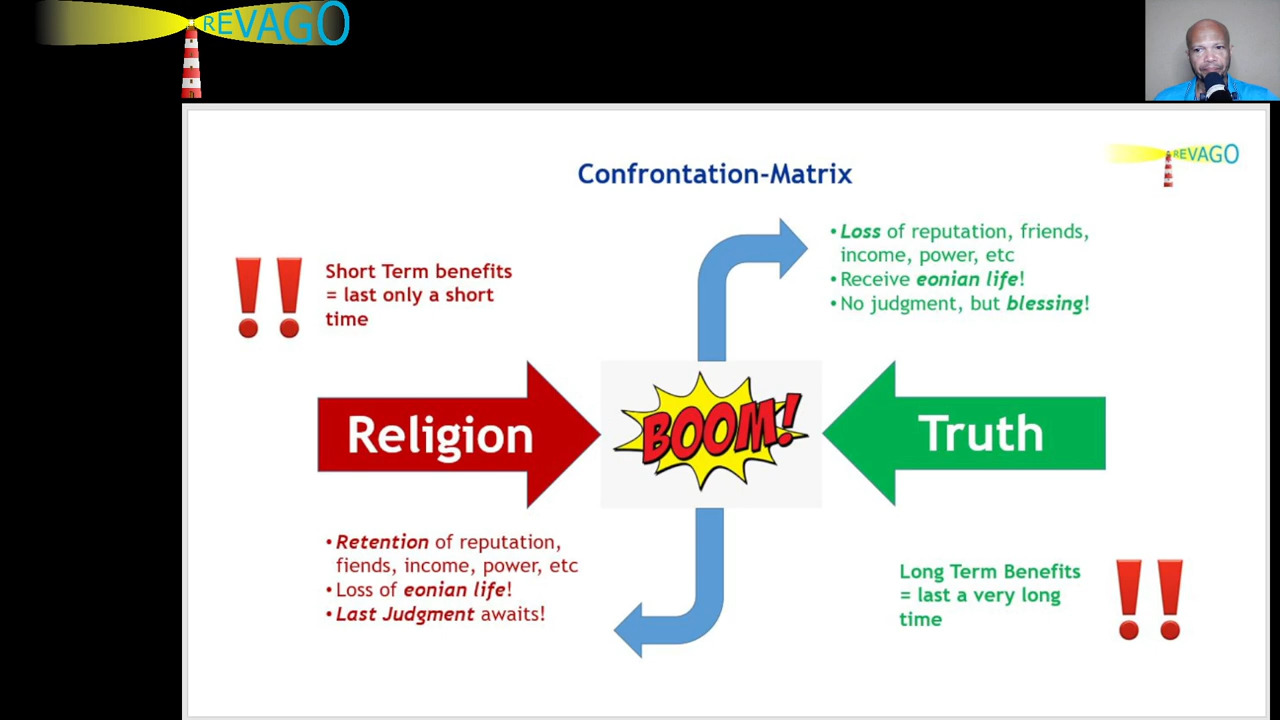 REVAGO
REVAGO
Confrontation-Matrix
Short Term benefits
= last only a short
time
•Loss of reputation, friends,
income, power, etc
•Receive eonian life!
•No judgment, but blessing!
Religion
BOOM!
Truth
•Retention of reputation,
fiends, income, power, etc
•Loss of eonian life!
•Last Judgment awaits!
Long Term Benefits
= last a very long
time